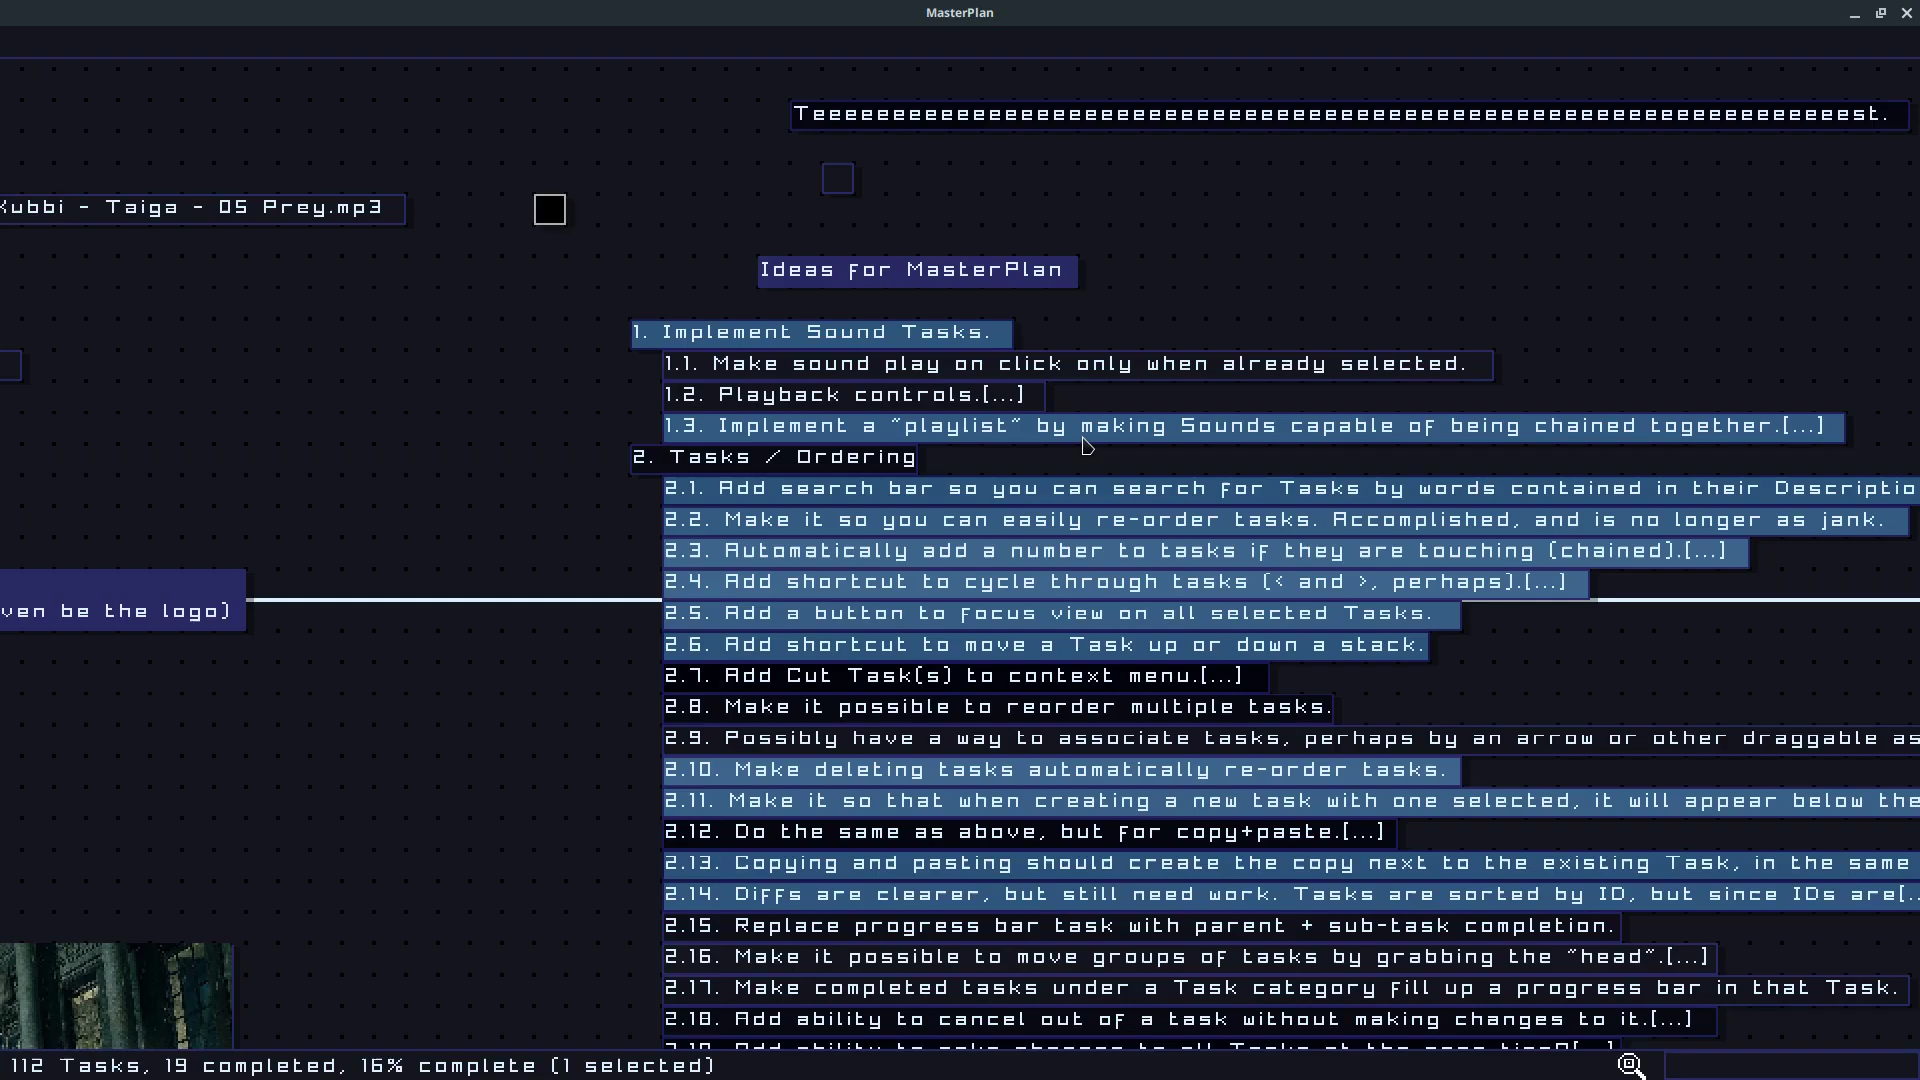 MasterPlan
Teeeeeeeeeeeeeeeeeeeeeeeeeeeeeeeeeeeeeeeeeeeeeeeeeeeeeeeeeeeeeeeeeest.
Kubbi - Taiga - 05 Prey.mp3
Ideas for MasterPlan
1. Implement Sound Tasks.
1.1. Make sound play on click only when already selected.
1.2. Playback controls.[...]
1.3. Implement a "playlist" by making Sounds capable of being chained together.[...]
2. Tasks / Ordering
2.1. Add search bar so you can search for Tasks by words contained in their Descriptio
2.2. Make it so you can easily re-order tasks. Accomplished, and is no longer as jank.
2.3. Automatically add a number to tasks if they are touching (chained).[...]
2.4. Add shortcut to cycle through tasks (< and >, perhaps).[...]
ven be the logo)
2.5. Add a button to focus view on all selected Tasks.
2.6. Add shortcut to move a Task up or down a stack.
2.7. Add Cut Task(s) to context menu.[...]
2.8. Make it possible to reorder multiple tasks.
2.9. Possibly have a way to associate tasks, perhaps by an arrow or other draggable as
2.10. Make deleting tasks automatically re-order tasks.
2.11. Make it so that when creating a new task with one selected, it will appear below the
2.12. Do the same as above, but for copy+paste.[...]
2.13. Copying and pasting should create the copy next to the existing Task, in the same
2.14. Diffs are clearer, but still need work. Tasks are sorted by ID, but since IDs are[..
2.15. Replace progress bar task with parent + sub-task completion.
2.16. Make it possible to move groups of tasks by grabbing the "head".[...]
2.17. Make completed tasks under a Task category fill up a progress bar in that Task.
2.18. Add ability to cancel out of a task without making changes to it.[...]
112 Tasks, 19 completed, 16% complete (1 selected)